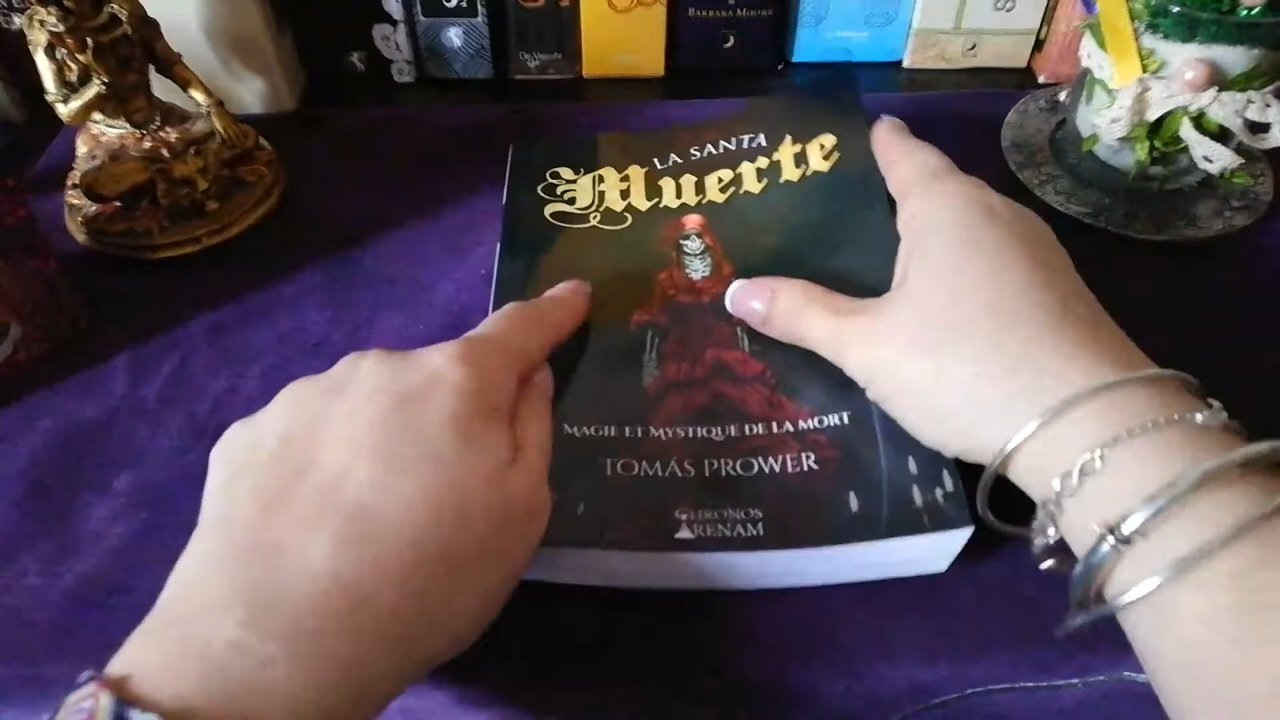 &
BARBARA MOORE
LA SANTA
Muerte
MAGIE ET MYSTIQUE DE LA MORT
TOMÁS PROWER
CHRONOS
ARENAM